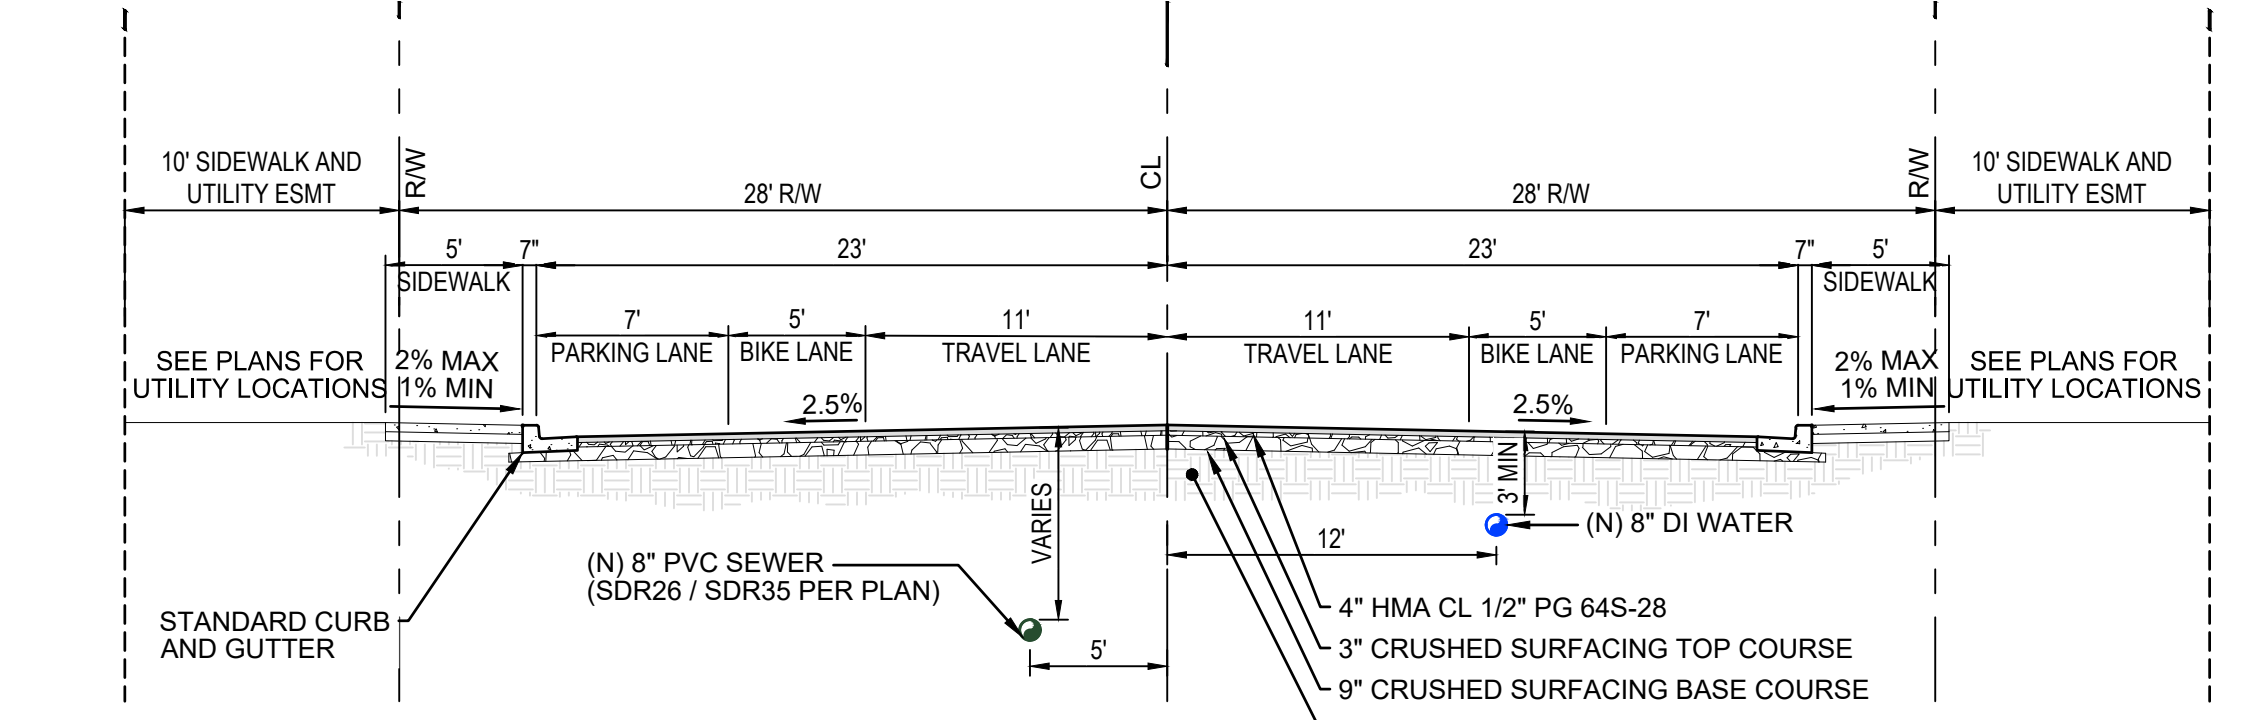 10' SIDEWALK AND
UTILITY ESMT
R/W
28' R/W
CL
28' R/W
R/W
10' SIDEWALK AND
UTILITY ESMT
5'
SIDEWALK
7"
23'
23'
7"
5'
SIDEWALK
7'
PARKING LANE
5'
BIKE LANE
11'
TRAVEL LANE
11'
TRAVEL LANE
5'
BIKE LANE
7'
PARKING LANE
SEE PLANS FOR
UTILITY LOCATIONS
2% MAX
1% MIN
2.5%
2.5%
2% MAX
1% MIN
SEE PLANS FOR
UTILITY LOCATIONS
VARIES
3' MIN
(N) 8" DI WATER
12'
(N) 8" PVC SEWER
(SDR26 / SDR35 PER PLAN)
5'
STANDARD CURB
AND GUTTER
4" HMA CL 1/2" PG 64S-28
3" CRUSHED SURFACING TOP COURSE
9" CRUSHED SURFACING BASE COURSE